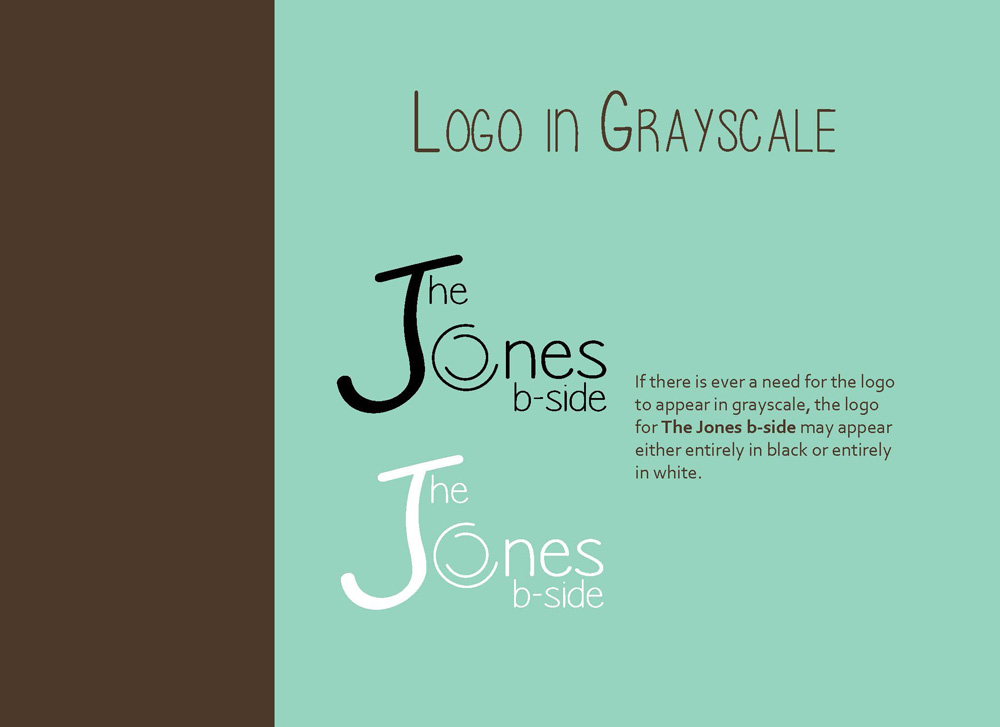 Logo in Grayscale
The
Jones
b-side
If there is ever a need for the logo
to appear in grayscale, the logo
for The Jones b-side may appear
either entirely in black or entirely
in white.
The
Jones
b-side